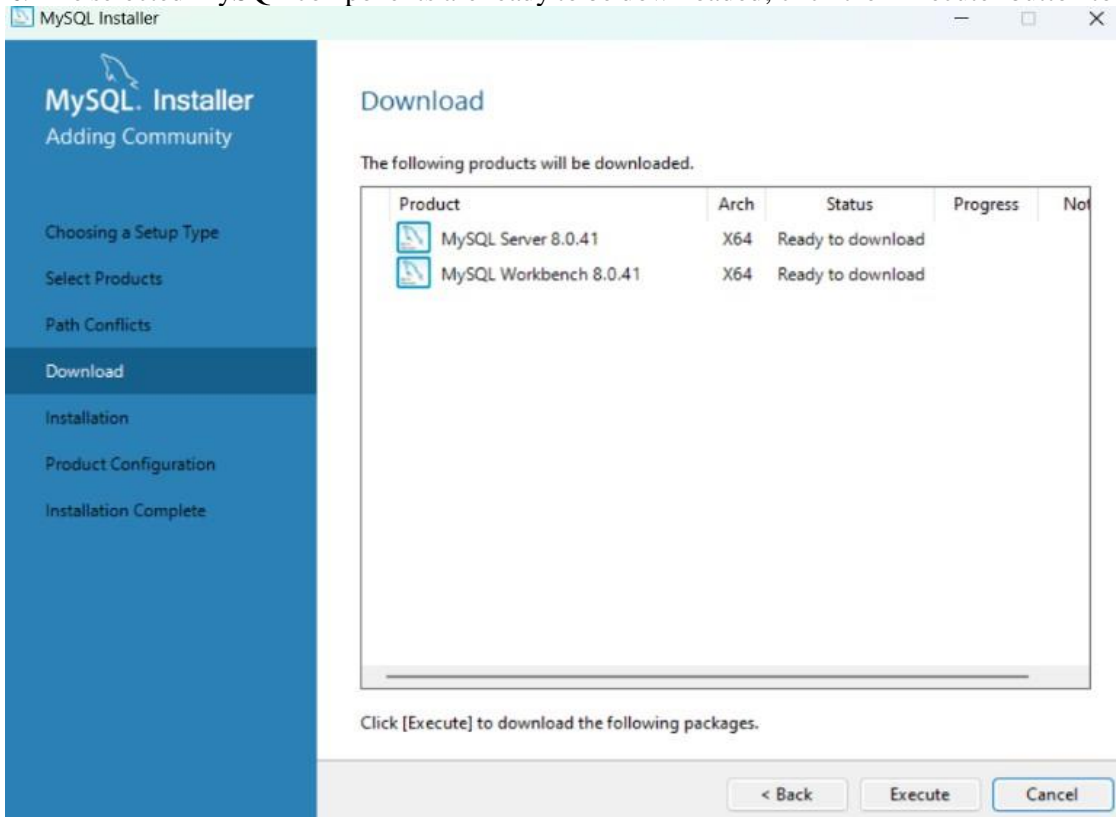 MySQL Installer
MySQL. Installer
Adding Community
Choosing a Setup Type
Select Products
Path Conflicts
Download
Installation
Product Configuration
Installation Complete
Download
The following products will be downloaded.
Product Arch Status Progress Not
MySQL Server 8.0.41 X64 Ready to download
MySQL Workbench 8.0.41 X64 Ready to download
Click [Execute] to download the following packages.
< Back Execute Cancel